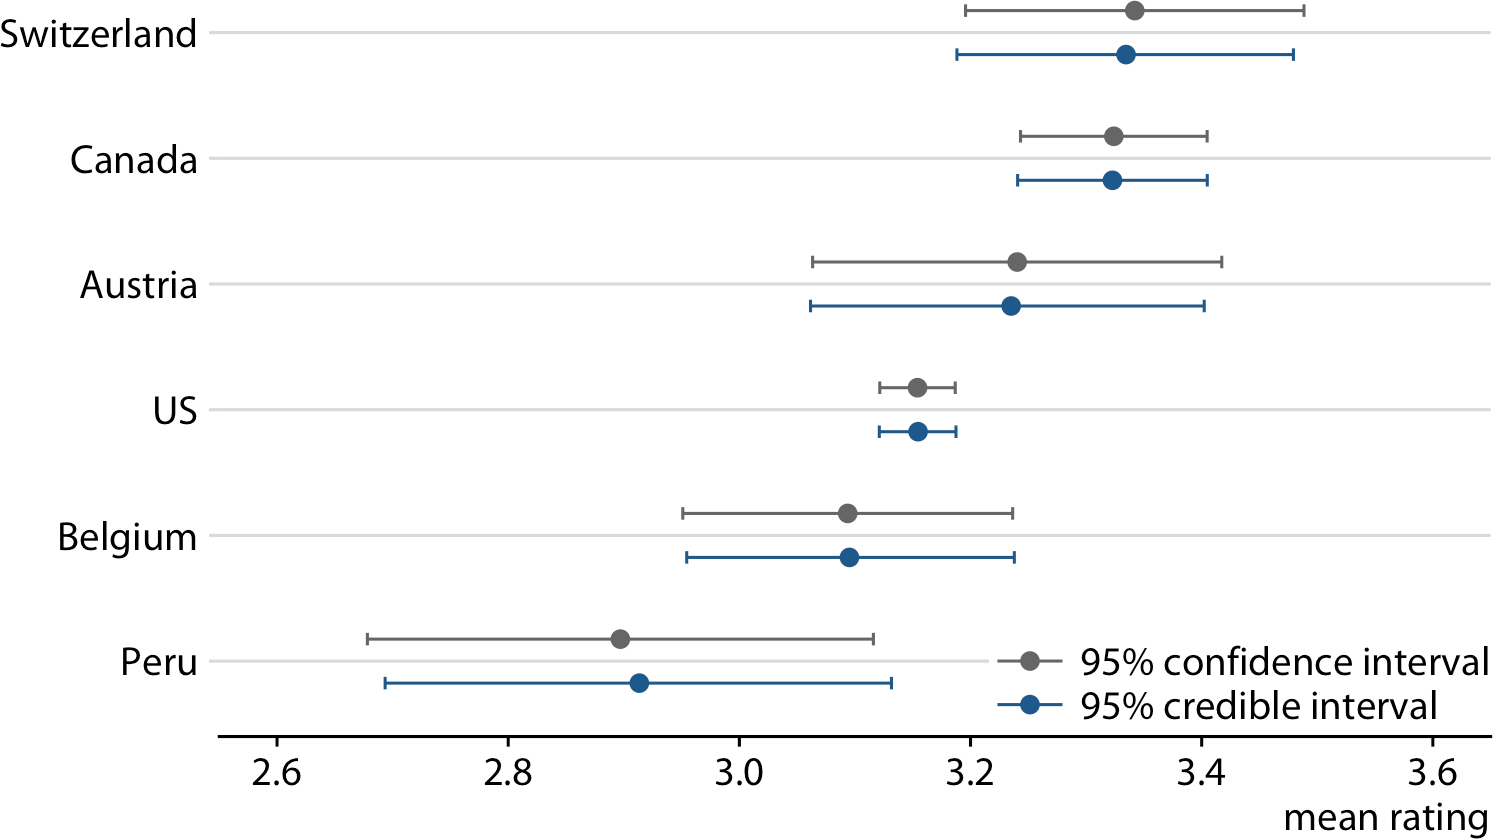 Switzerland
Canada
Austria
US
Belgium
Peru
95% confidence interval
95% credible interval
2.6 2.8 3.0 3.2 3.4 3.6
mean rating